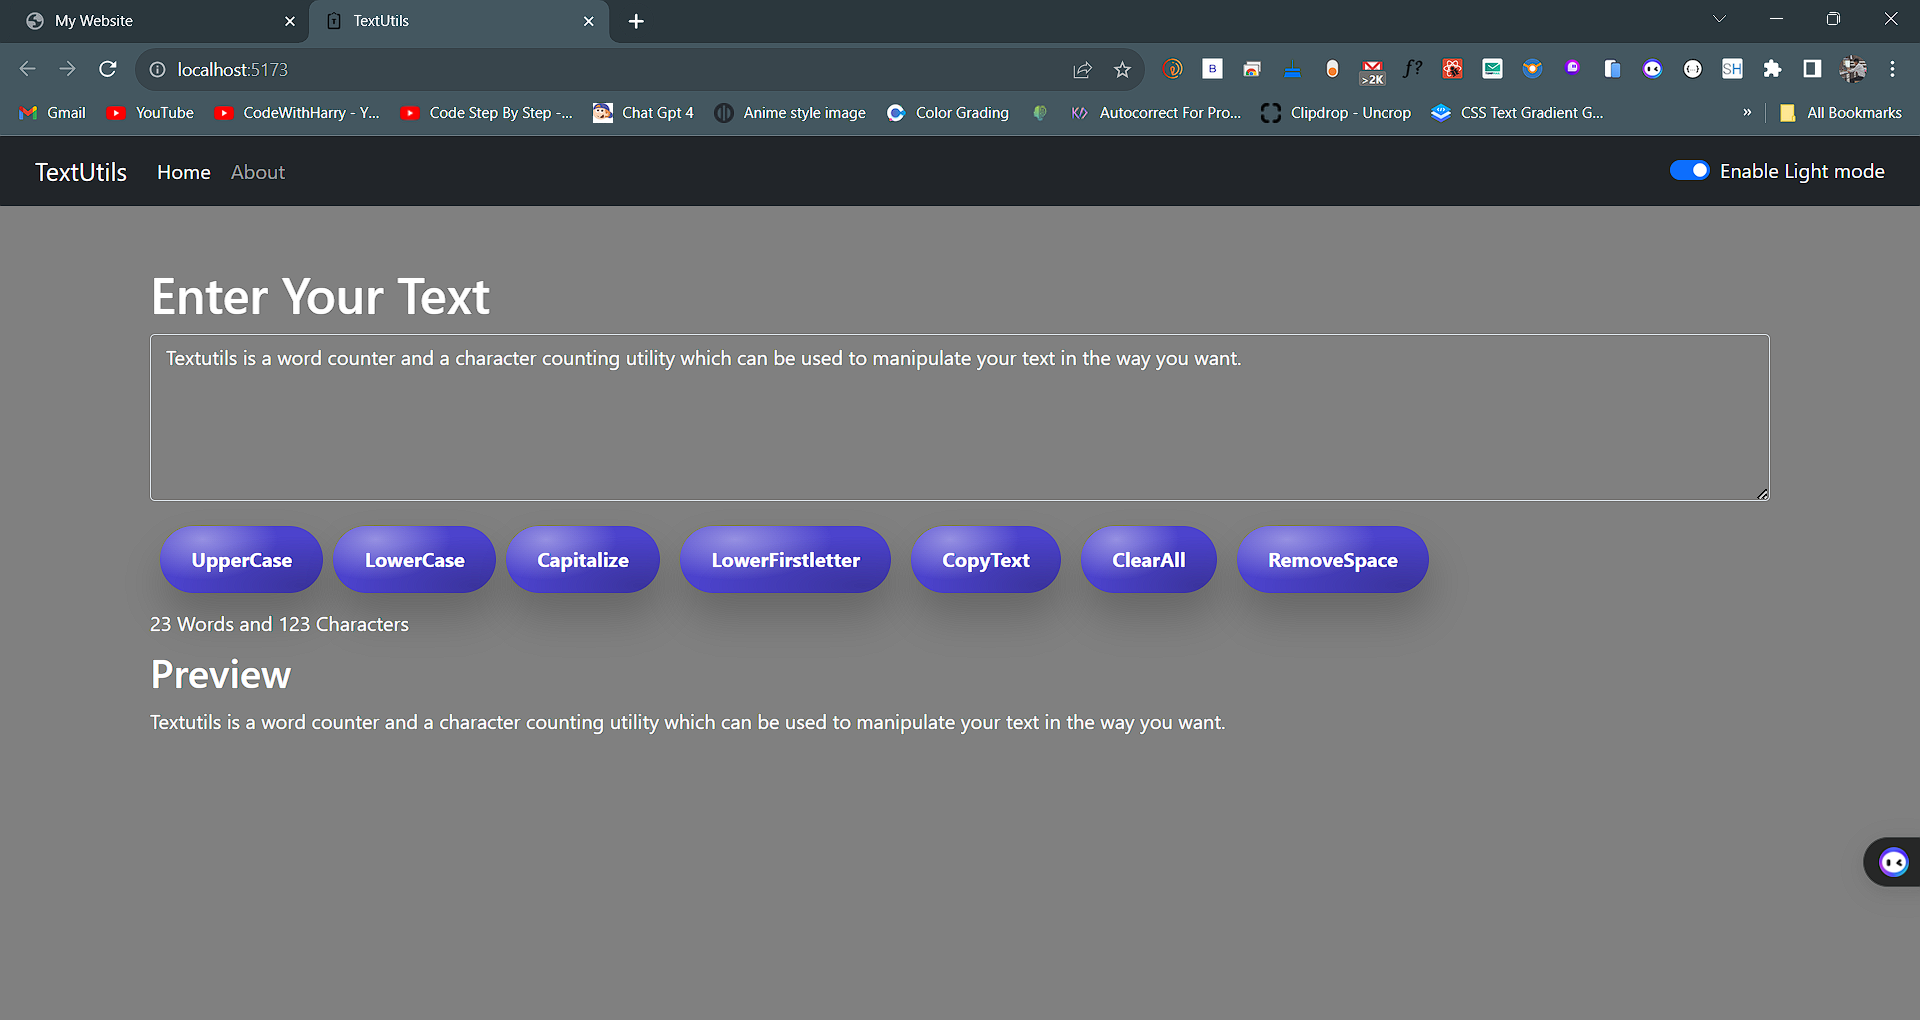 My Website
TextUtils
localhost:5173
B
>2K
f?
SH
Gmail
YouTube
CodeWithHarry - Y...
Code Step By Step -...
Chat Gpt 4
Anime style image
Color Grading
Autocorrect For Pro...
Clipdrop - Uncrop
CSS Text Gradient G...
»
All Bookmarks
TextUtils
Home
About
Enable Light mode
Enter Your Text
Textutils is a word counter and a character counting utility which can be used to manipulate your text in the way you want.
UpperCase
LowerCase
Capitalize
LowerFirstletter
CopyText
ClearAll
RemoveSpace
23 Words and 123 Characters
Preview
Textutils is a word counter and a character counting utility which can be used to manipulate your text in the way you want.